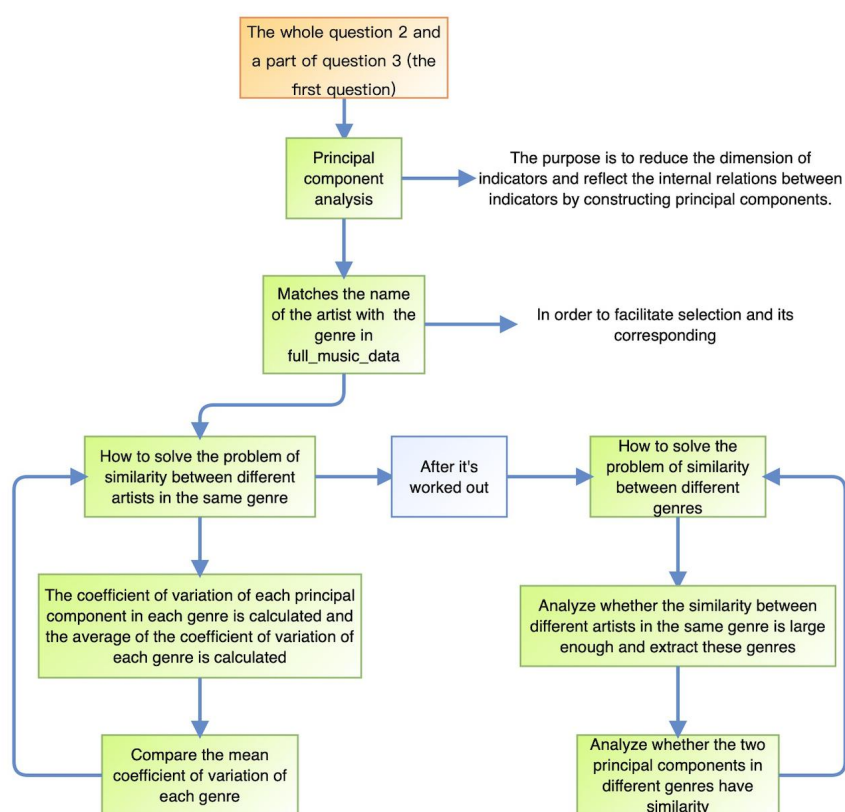 The whole question 2 and
a part of question 3 (the
first question)
Principal
component
analysis
The purpose is to reduce the dimension of
indicators and reflect the internal relations between
indicators by constructing principal components.
Matches the name
of the artist with the
genre in
full_music_data
In order to facilitate selection and its
corresponding
How to solve the problem of
similarity between different
artists in the same genre
After it's
worked out
How to solve the
problem of similarity
between different
genres
The coefficient of variation of each principal
component in each genre is calculated and
the average of the coefficient of variation of
each genre is calculated
Analyze whether the similarity between
different artists in the same genre is large
enough and extract these genres
Compare the mean
coefficient of variation of
each genre
Analyze whether the two
principal components in
different genres have
similarity